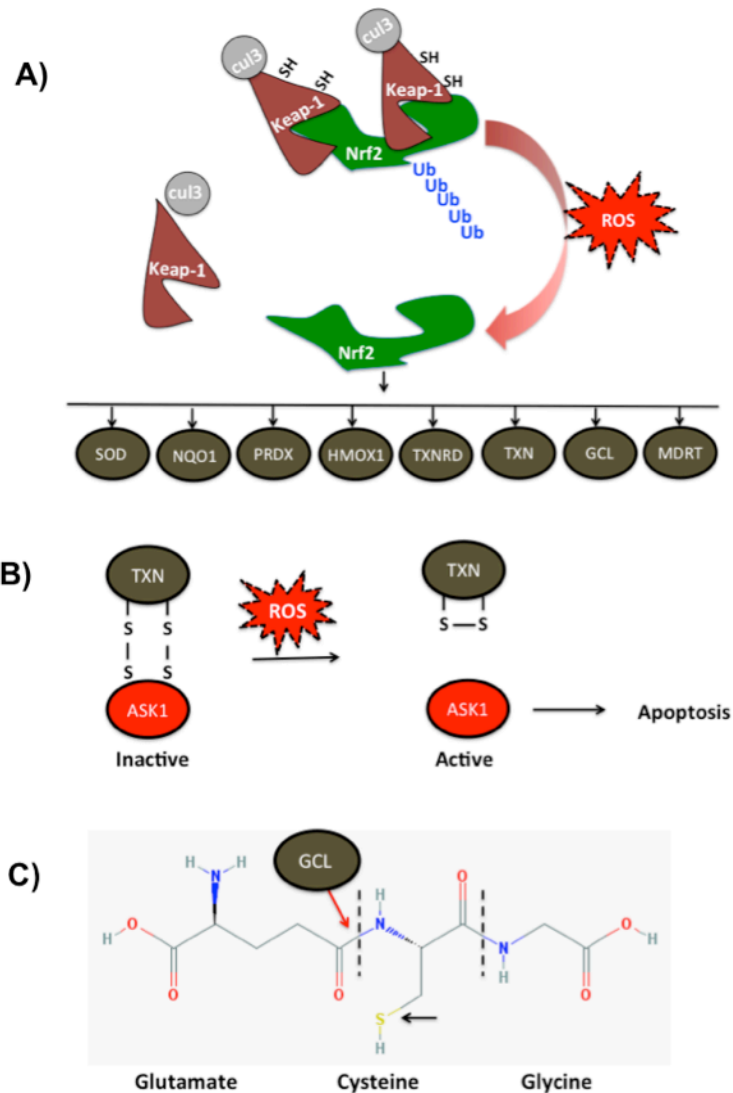 A)
cul3
cul3
SH
SH
SH
SH
Keap-1
Keap-1
Nrf2
Ub
Ub
Ub
Ub
Ub
ROS
cul3
Keap-1
Nrf2
SOD NQO1 PRDX HMOX1 TXNRD TXN GCL MDRT
B)
TXN
TXN
ROS
S S
S S
S S
ASK1
ASK1
Apoptosis
Inactive
Active
C)
GCL
H N H
H
O
H O
N
O H
O
O
N
H
O
S
H
Glutamate Cysteine Glycine